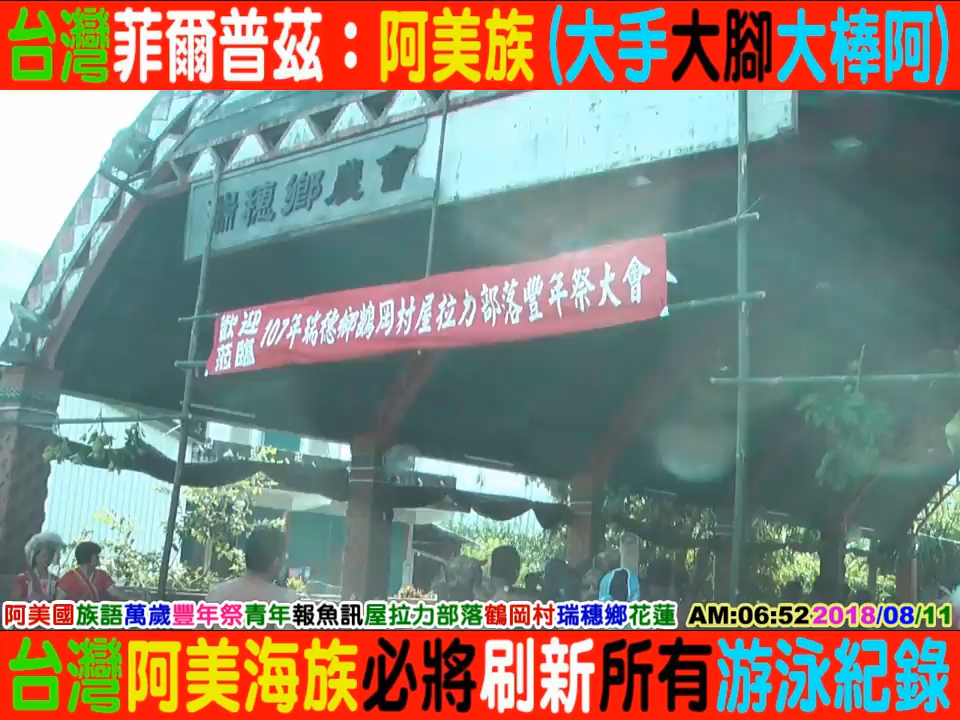 台灣菲爾普茲：阿美族(大手大腳大棒阿)
瑞穗鄉農會
歡迎蒞臨 107年瑞穗鄉鶴岡村屋拉力部落豐年祭大會
阿美國族語萬歲豐年祭青年報魚訊屋拉力部落鶴岡村瑞穗鄉花蓮 AM:06:52 2018/08/11
台灣阿美海族必將刷新所有游泳紀錄